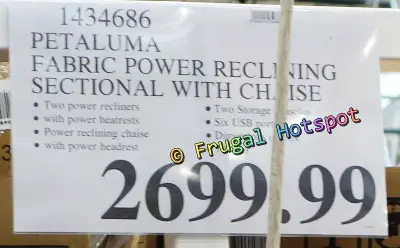 1434686
PETALUMA
FABRIC POWER RECLINING
SECTIONAL WITH CHAISE
• Two power recliners
• with power heatrests
• Power reclining chaise
• with power headrest
• Two Storage
• Six USB
© Frugal Hotspot
2699.99